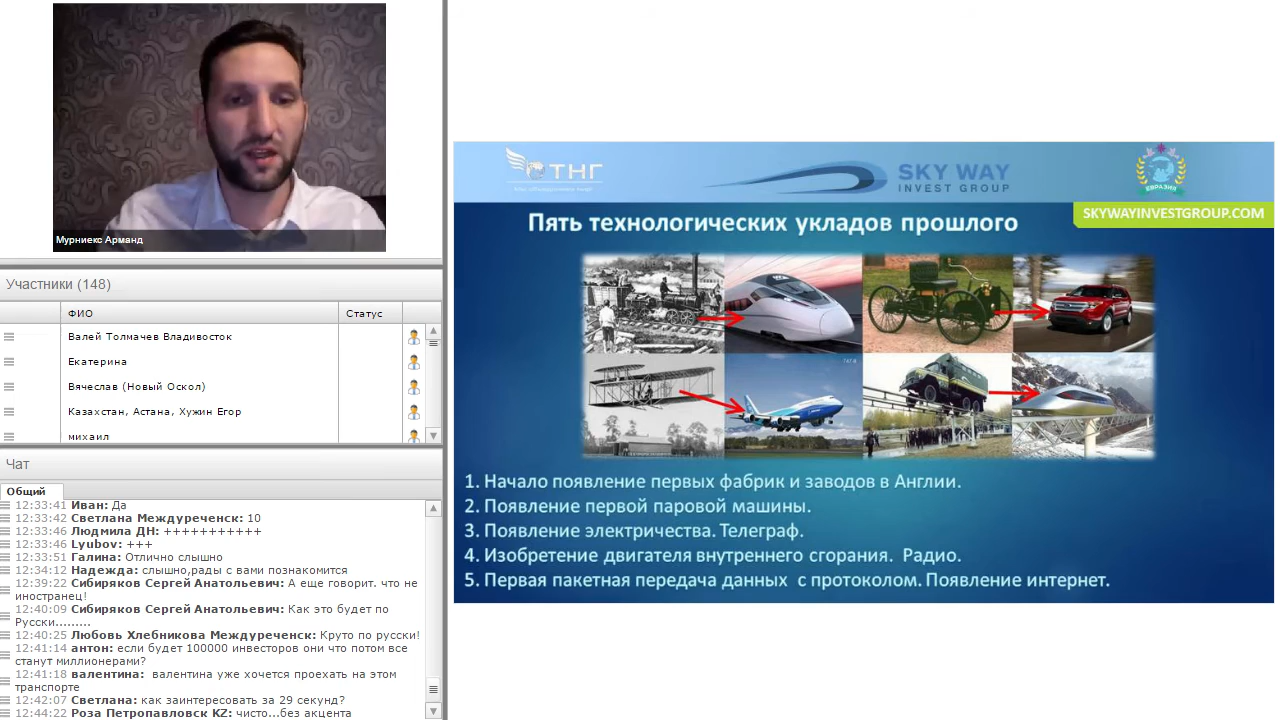 Мурниекс Арманд
Участники (148)
ФИО
Статус
Валей Толмачев Владивосток
Екатерина
Вячеслав (Новый Оскол)
Казахстан, Астана, Хужин Егор
михаил
Чат
Общий
12:33:41 Иван: Да
12:33:42 Светлана Междуреченск: 10
12:33:46 Людмила ДН: +++++++++++
12:33:46 Lyubov: +++
12:33:51 Галина: Отлично слышно
12:34:12 Надежда: слышно,рады с вами познакомится
12:39:22 Сибиряков Сергей Анатольевич: А еще говорит. что не
иностранец!
12:40:09 Сибиряков Сергей Анатольевич: Как это будет по
Русски.........
12:40:25 Любовь Хлебникова Междуреченск: Круто по русски!
12:41:14 антон: если будет 100000 инвесторов они что потом все
станут миллионерами?
12:41:18 валентина: валентина уже хочется проехать на этом
транспорте
12:42:07 Светлана: как заинтересовать за 29 секунд?
12:44:22 Роза Петропавловск KZ: чисто...без акцента
ТНГ
SKY WAY
INVEST GROUP
ЕВРАЗИЯ
SKYWAYINVESTGROUP.COM
Пять технологических укладов прошлого
1. Начало появление первых фабрик и заводов в Англии.
2. Появление первой паровой машины.
3. Появление электричества. Телеграф.
4. Изобретение двигателя внутреннего сгорания. Радио.
5. Первая пакетная передача данных с протоколом. Появление интернет.